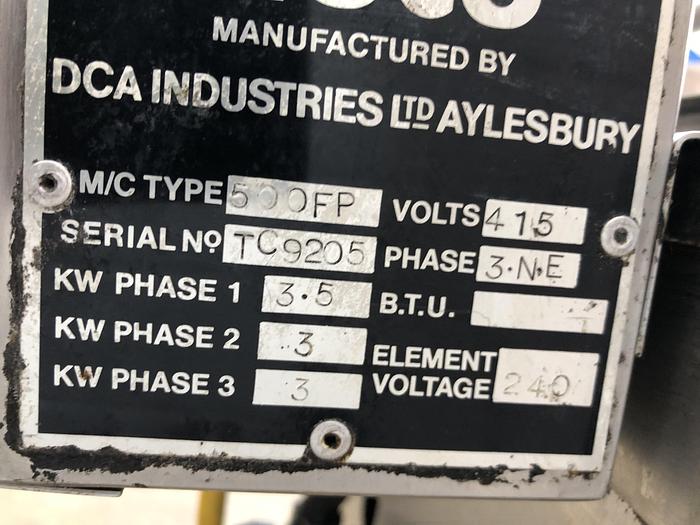 MANUFACTURED BY
DCA INDUSTRIES LTD AYLESBURY
M/C TYPE 500FP VOLTS 415
SERIAL No TC9205 PHASE 3.N.E
KW PHASE 1 3.5 B.T.U.
KW PHASE 2 3
KW PHASE 3 3 ELEMENT VOLTAGE 240